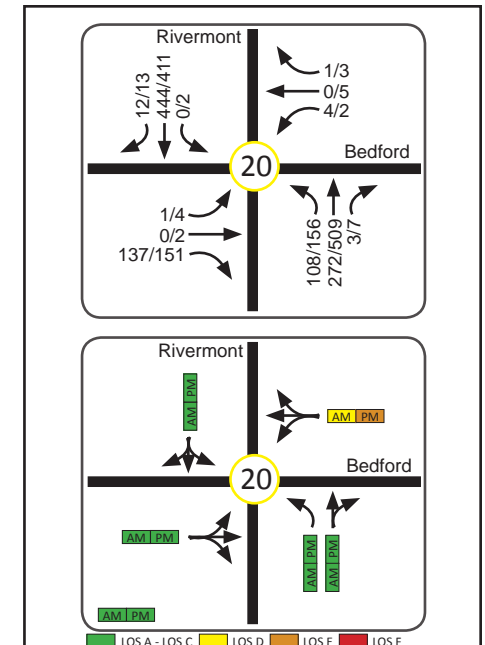 Rivermont
12/13
444/411
0/2
1/3
0/5
4/2
Bedford
20
1/4
0/2
137/151
108/156
272/509
3/7
Rivermont
AM PM
AM PM
Bedford
20
AM PM
AM PM
AM PM
AM PM
LOS A - LOS C LOS D LOS E LOS F